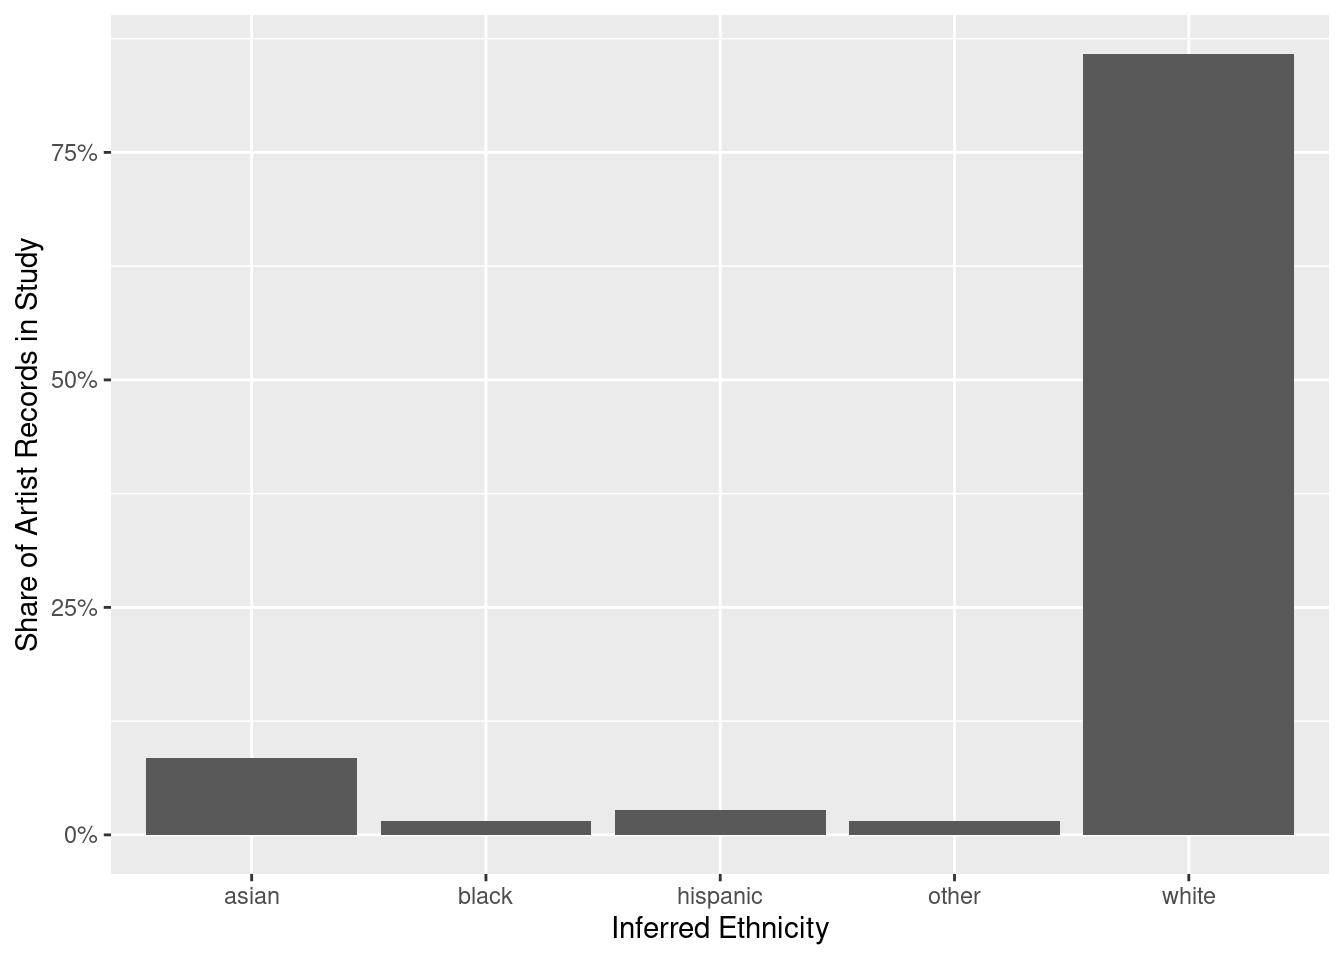 Share of Artist Records in Study
75%
50%
25%
0%
asian black hispanic other white
Inferred Ethnicity